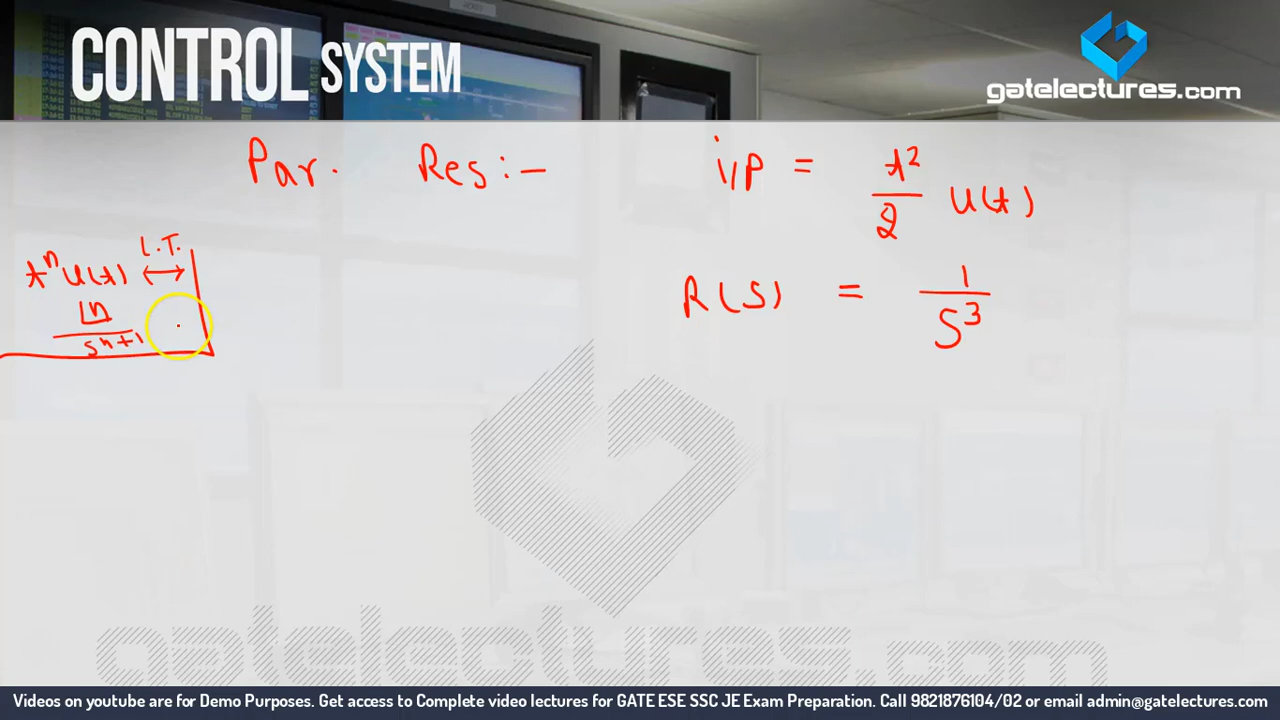 CONTROL SYSTEM
gatelectures.com
Par. Res :- i/P = t²/2 u(t)
tⁿ u(t) ↔ L.T.
⌊n / sⁿ⁺¹
R(S) = 1/S³
gatelectures.com
Videos on youtube are for Demo Purposes. Get access to Complete video lectures for GATE ESE SSC JE Exam Preparation. Call 9821876104/02 or email admin@gatelectures.com